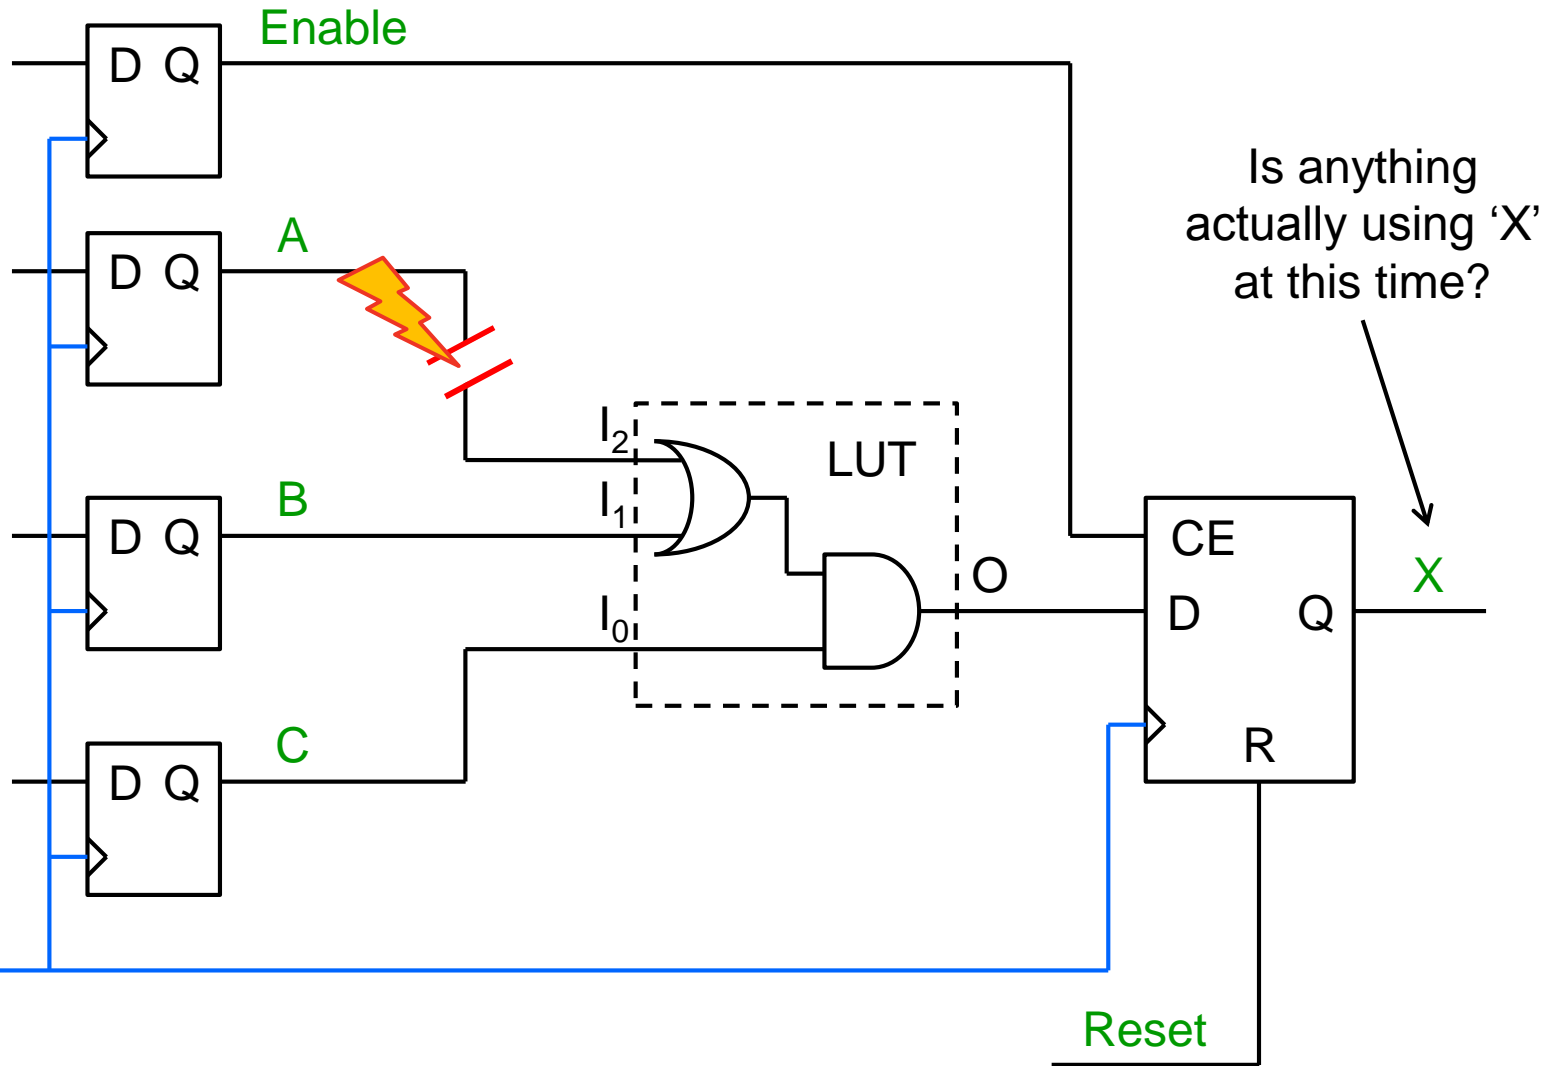 Enable
D Q
Is anything
actually using ‘X’
at this time?
A
D Q
I2
LUT
B
I1
D Q
CE
O
X
I0
D
Q
C
R
D Q
Reset